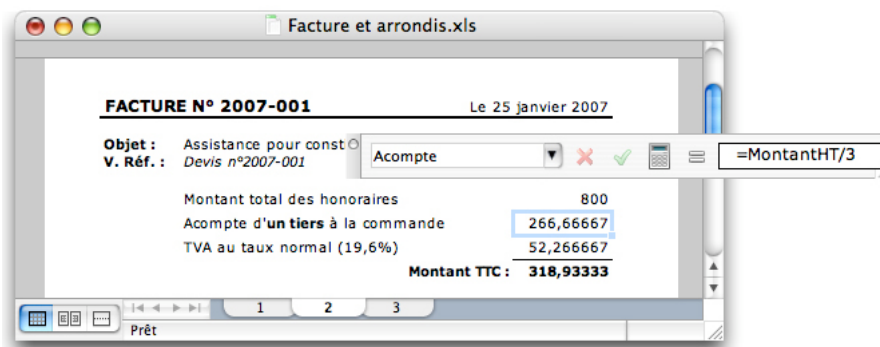 Facture et arrondis.xls
FACTURE N° 2007-001 Le 25 janvier 2007
Objet : Assistance pour const
V. Réf. : Devis n°2007-001
Acompte =MontantHT/3
Montant total des honoraires 800
Acompte d'un tiers à la commande 266,66667
TVA au taux normal (19,6%) 52,266667
Montant TTC : 318,93333
1 2 3
Prêt